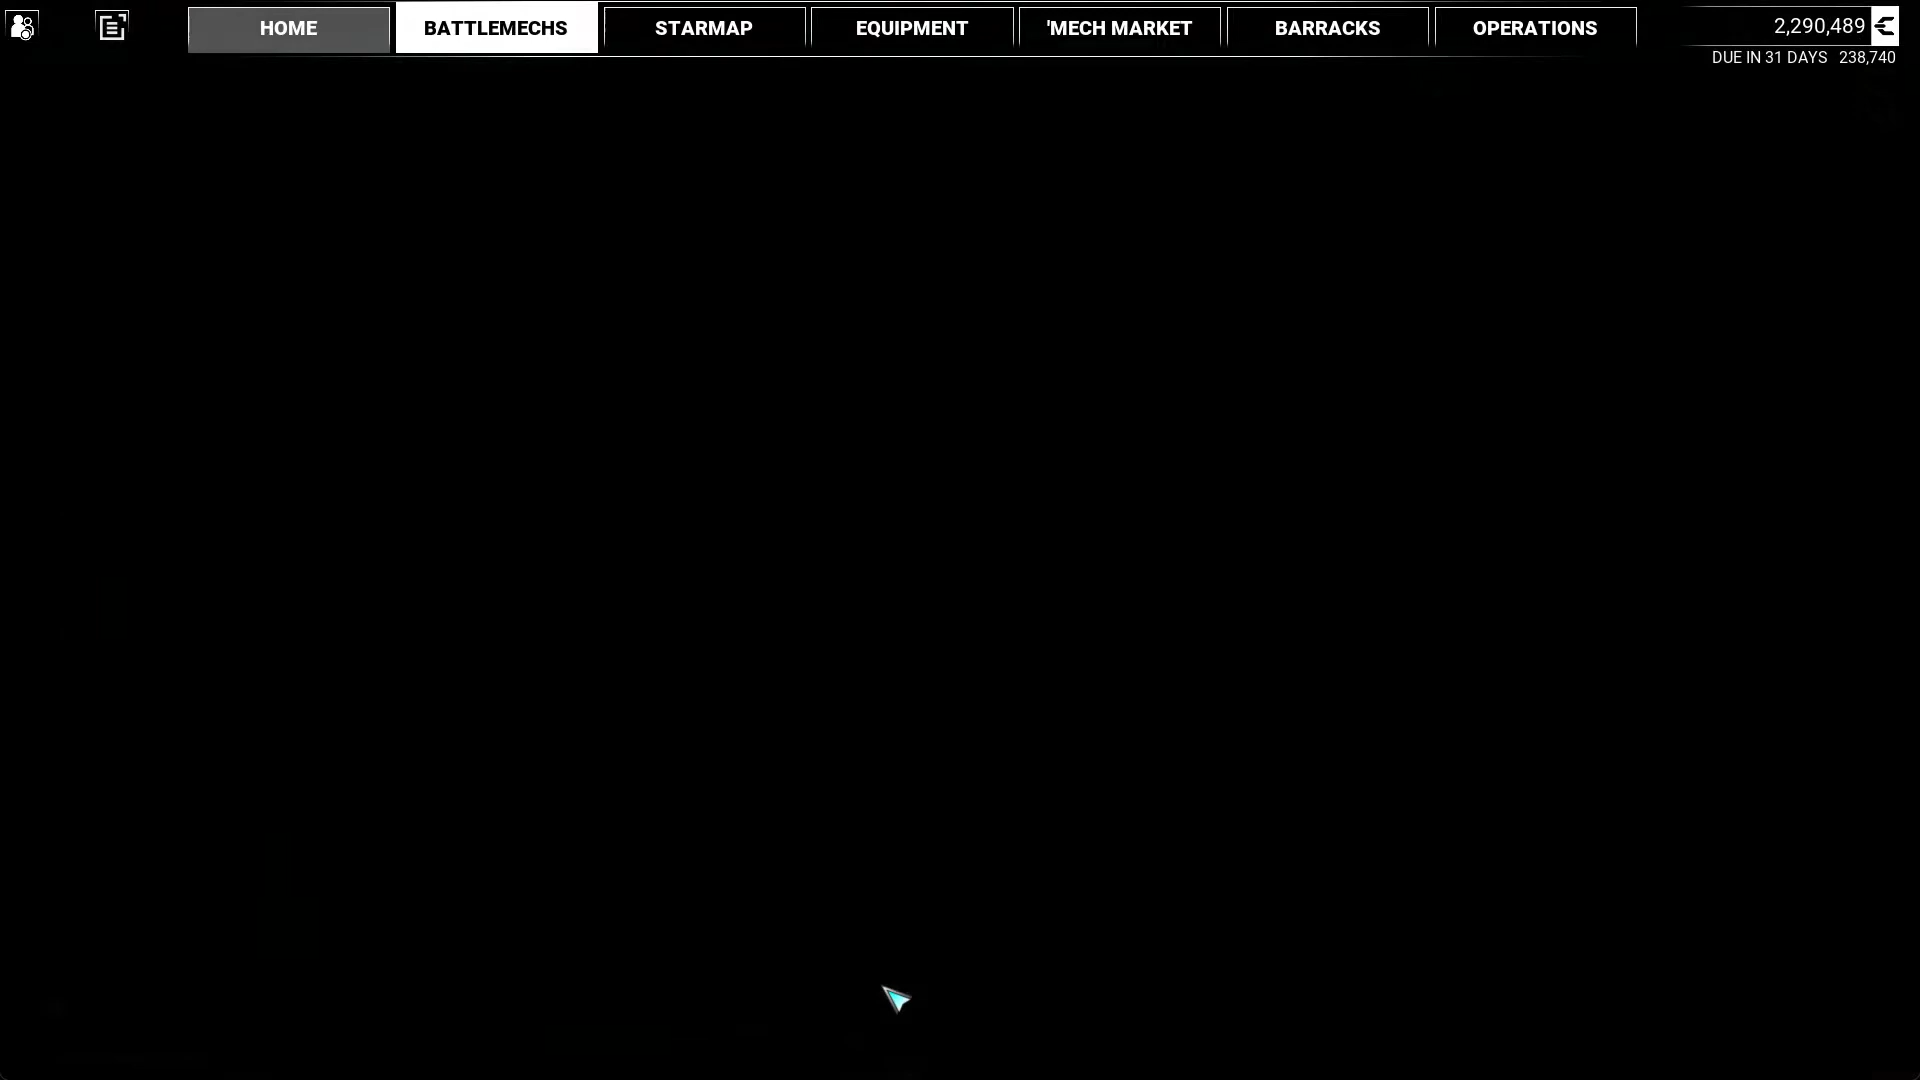 HOME
BATTLEMECHS
STARMAP
EQUIPMENT
'MECH MARKET
BARRACKS
OPERATIONS
2,290,489
DUE IN 31 DAYS 238,740